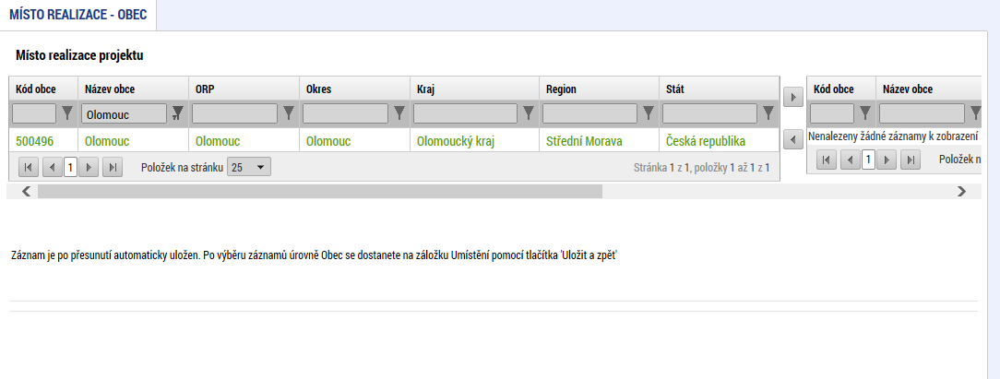 MÍSTO REALIZACE - OBEC
Místo realizace projektu
Kód obce Název obce ORP Okres Kraj Region Stát Kód obce Název obce
Olomouc
500496 Olomouc Olomouc Olomouc Olomoucký kraj Střední Morava Česká republika Nenalezeny žádné záznamy k zobrazení
1 Položek na stránku 25 Stránka 1 z 1, položky 1 až 1 z 1 1 Položek n
Záznam je po přesunutí automaticky uložen. Po výběru záznamů úrovně Obec se dostanete na záložku Umístění pomocí tlačítka 'Uložit a zpět'